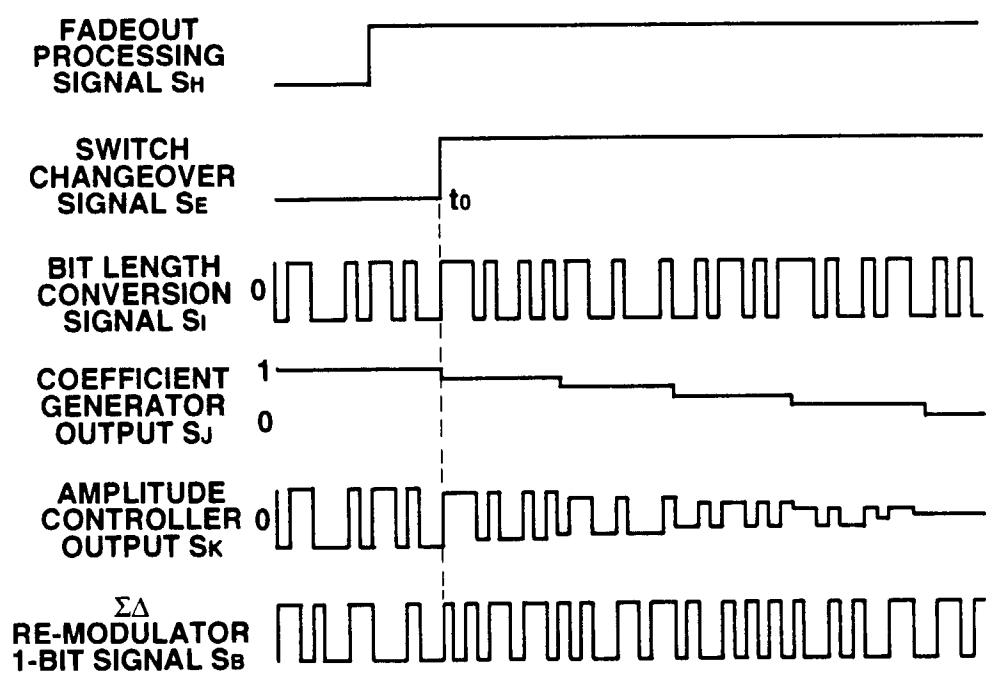 FADEOUT
PROCESSING
SIGNAL SH
SWITCH
CHANGEOVER
SIGNAL SE
t0
BIT LENGTH
CONVERSION 0
SIGNAL SI
COEFFICIENT 1
GENERATOR
OUTPUT SJ 0
AMPLITUDE
CONTROLLER 0
OUTPUT SK
ΣΔ
RE-MODULATOR
1-BIT SIGNAL SB